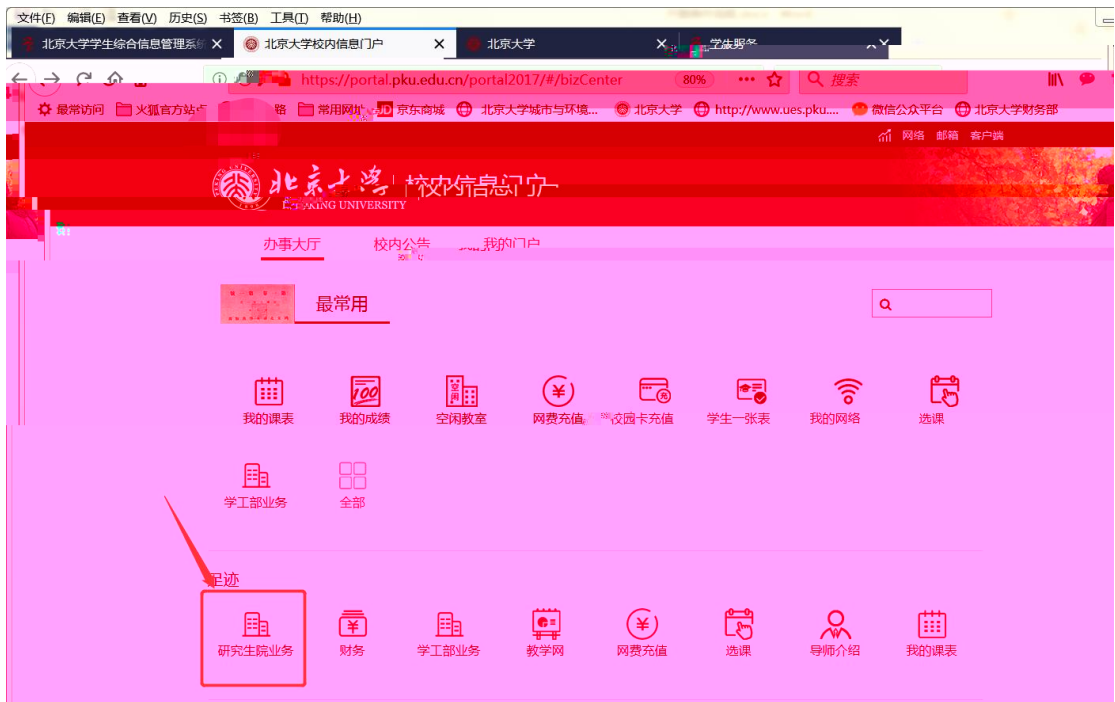 文件(F) 编辑(E) 查看(V) 历史(S) 书签(B) 工具(T) 帮助(H)
北京大学学生综合信息管理系统 北京大学校内信息门户 北京大学 学生服务
https://portal.pku.edu.cn/portal2017/#/bizCenter 80% 搜索
最常访问 火狐官方站点 常用网址 JD 京东商城 北京大学城市与环境... 北京大学 http://www.ues.pku.... 微信公众平台 北京大学财务部
网络 邮箱 客户端
北京大学 校内信息门户
PEKING UNIVERSITY
办事大厅 校内公告 我的门户
最常用
我的课表 我的成绩 空闲教室 网费充值 校园卡充值 学生一张表 我的网络 选课
学工部业务 全部
足迹
研究生院业务 财务 学工部业务 教学网 网费充值 选课 导师介绍 我的课表